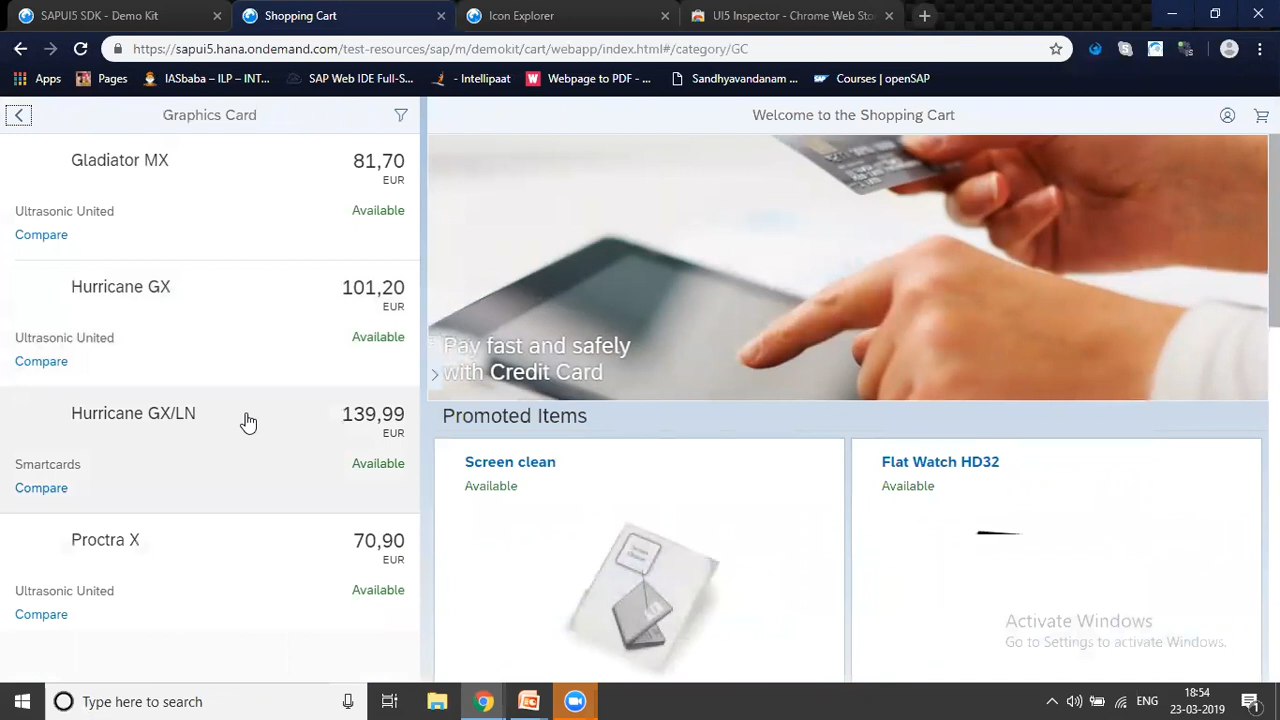 SAPUI5 SDK - Demo Kit
Shopping Cart
Icon Explorer
UI5 Inspector - Chrome Web Sto
https://sapui5.hana.ondemand.com/test-resources/sap/m/demokit/cart/webapp/index.html#/category/GC
Apps
Pages
IASbaba – ILP – INT...
SAP Web IDE Full-S...
- Intellipaat
Webpage to PDF - ...
Sandhyavandanam ...
Courses | openSAP
Graphics Card
Welcome to the Shopping Cart
Gladiator MX
81,70
EUR
Ultrasonic United
Available
Compare
Hurricane GX
101,20
EUR
Ultrasonic United
Available
Compare
Hurricane GX/LN
139,99
EUR
Smartcards
Available
Compare
Proctra X
70,90
EUR
Ultrasonic United
Available
Compare
Pay fast and safely
with Credit Card
Promoted Items
Screen clean
Available
Flat Watch HD32
Available
Activate Windows
Go to Settings to activate Windows.
Type here to search
ENG
18:54
23-03-2019